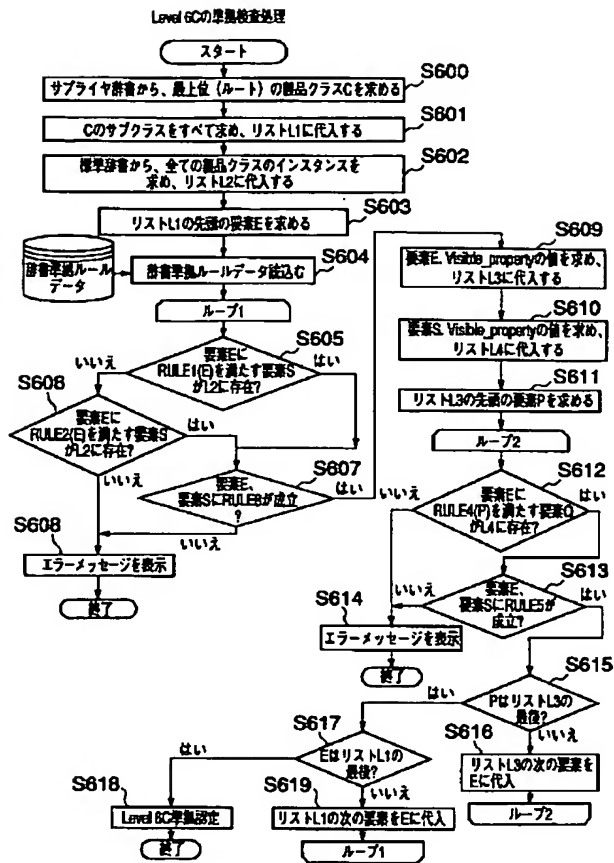 Level 6Cの準拠検査処理
スタート
S600
サプライヤ辞書から、最上位（ルート）の製品クラスCを求める
S601
Cのサブクラスをすべて求め、リストL1に代入する
S602
標準辞書から、全ての製品クラスのインスタンスを
求め、リストL2に代入する
S603
リストL1の先頭の要素Eを求める
S604
辞書準拠ルール
データ
辞書準拠ルールデータ読込む
ループ1
S605
要素Eに
RULE1(E)を満たす要素S
がL2に存在?
いいえ
はい
S608
要素Eに
RULE2(E)を満たす要素S
がL2に存在?
はい
いいえ
S607
要素E、
要素SにRULE8が成立
?
はい
いいえ
S608
エラーメッセージを表示
終了
S609
要素E. Visible_propertyの値を求め、
リストL3に代入する
S610
要素S. Visible_propertyの値を求め、
リストL4に代入する
S611
リストL3の先頭の要素Pを求める
ループ2
S612
要素Eに
RULE4(P)を満たす要素Q
がL4に存在?
いいえ
はい
S613
要素E、
要素SにRULE5が
成立?
いいえ
はい
S614
エラーメッセージを表示
終了
S615
PはリストL3の
最後?
はい
いいえ
S616
リストL3の次の要素を
Eに代入
ループ2
S617
EはリストL1の
最後?
はい
いいえ
S618
Level 6C準拠認定
終了
S619
リストL1の次の要素をEに代入
ループ1